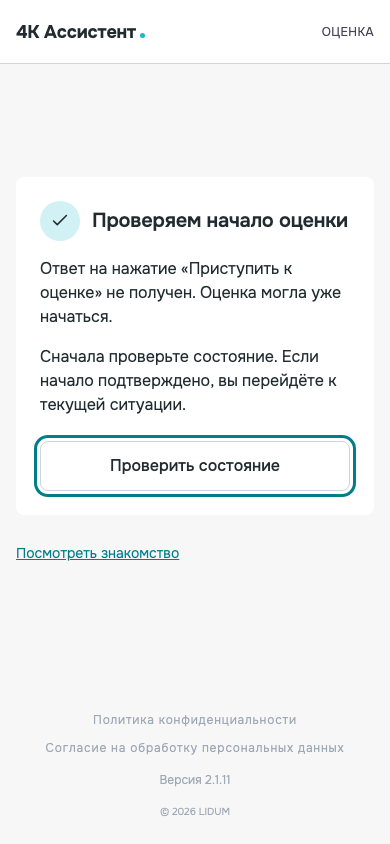 4K Ассистент
ОЦЕНКА
Проверяем начало оценки
Ответ на нажатие «Приступить к
оценке» не получен. Оценка могла уже
начаться.
Сначала проверьте состояние. Если
начало подтверждено, вы перейдёте к
текущей ситуации.
Проверить состояние
Посмотреть знакомство
Политика конфиденциальности
Согласие на обработку персональных данных
Версия 2.1.11
© 2026 LIDUM